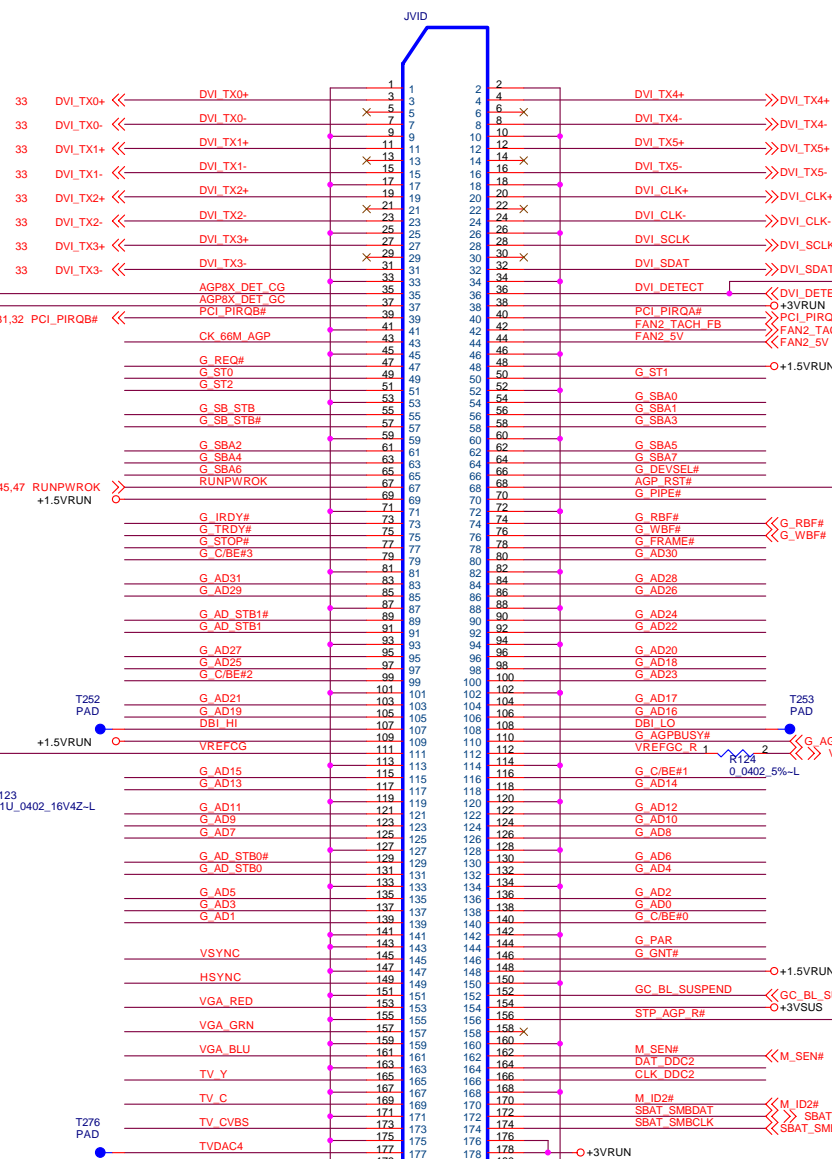 JVID
1 1 2 2
33 DVI_TX0+ DVI_TX0+ 3 3 4 4 DVI_TX4+ DVI_TX4+
5 5 6 6
33 DVI_TX0- DVI_TX0- 7 7 8 8 DVI_TX4- DVI_TX4-
9 9 10 10
33 DVI_TX1+ DVI_TX1+ 11 11 12 12 DVI_TX5+ DVI_TX5+
13 13 14 14
33 DVI_TX1- DVI_TX1- 15 15 16 16 DVI_TX5- DVI_TX5-
17 17 18 18
33 DVI_TX2+ DVI_TX2+ 19 19 20 20 DVI_CLK+ DVI_CLK+
21 21 22 22
33 DVI_TX2- DVI_TX2- 23 23 24 24 DVI_CLK- DVI_CLK-
25 25 26 26
33 DVI_TX3+ DVI_TX3+ 27 27 28 28 DVI_SCLK DVI_SCLK
29 29 30 30
33 DVI_TX3- DVI_TX3- 31 31 32 32 DVI_SDAT DVI_SDAT
33 33 34 34
AGP8X_DET_CG 35 35 36 36 DVI_DETECT
AGP8X_DET_GC 37 37 38 38 +3VRUN
PCI_PIRQB# PCI_PIRQB# 39 39 40 40 PCI_PIRQA#
41 41 42 42 FAN2_TACH_FB
CK_66M_AGP 43 43 44 44 FAN2_5V FAN2_5V
45 45 46 46
G_REQ# 47 47 48 48 +1.5VRUN
G_ST0 49 49 50 50 G_ST1
G_ST2 51 51 52 52
53 53 54 54 G_SBA0
G_SB_STB 55 55 56 56 G_SBA1
G_SB_STB# 57 57 58 58 G_SBA3
59 59 60 60
G_SBA2 61 61 62 62 G_SBA5
G_SBA4 63 63 64 64 G_SBA7
G_SBA6 65 65 66 66 G_DEVSEL#
RUNPWROK RUNPWROK 67 67 68 68 AGP_RST#
+1.5VRUN 69 69 70 70 G_PIPE#
71 71 72 72
G_IRDY# 73 73 74 74 G_RBF# G_RBF#
G_TRDY# 75 75 76 76 G_WBF# G_WBF#
G_STOP# 77 77 78 78 G_FRAME#
G_C/BE#3 79 79 80 80 G_AD30
81 81 82 82
G_AD31 83 83 84 84 G_AD28
G_AD29 85 85 86 86 G_AD26
87 87 88 88
G_AD_STB1# 89 89 90 90 G_AD24
G_AD_STB1 91 91 92 92 G_AD22
93 93 94 94
G_AD27 95 95 96 96 G_AD20
G_AD25 97 97 98 98 G_AD18
G_C/BE#2 99 99 100 100 G_AD23
101 101 102 102
T252 G_AD21 103 103 104 104 G_AD17 T253
PAD G_AD19 105 105 106 106 G_AD16 PAD
DBI_HI 107 107 108 108 DBI_LO
+1.5VRUN 109 109 110 110 G_AGPBUSY#
VREFCG 111 111 112 112 VREFGC_R 1 2
R124
0_0402_5%~L
113 113 114 114
G_AD15 115 115 116 116 G_C/BE#1
G_AD13 117 117 118 118 G_AD14
1U_0402_16V4Z~L
119 119 120 120
G_AD11 121 121 122 122 G_AD12
G_AD9 123 123 124 124 G_AD10
G_AD7 125 125 126 126 G_AD8
127 127 128 128
G_AD_STB0# 129 129 130 130 G_AD6
G_AD_STB0 131 131 132 132 G_AD4
133 133 134 134
G_AD5 135 135 136 136 G_AD2
G_AD3 137 137 138 138 G_AD0
G_AD1 139 139 140 140 G_C/BE#0
141 141 142 142
143 143 144 144 G_PAR
VSYNC 145 145 146 146 G_GNT#
147 147 148 148 +1.5VRUN
HSYNC 149 149 150 150
151 151 152 152 GC_BL_SUSPEND
VGA_RED 153 153 154 154 +3VSUS
155 155 156 156 STP_AGP_R#
VGA_GRN 157 157 158 158
159 159 160 160
VGA_BLU 161 161 162 162 M_SEN# M_SEN#
163 163 164 164 DAT_DDC2
TV_Y 165 165 166 166 CLK_DDC2
167 167 168 168
TV_C 169 169 170 170 M_ID2# M_ID2#
T276 171 171 172 172 SBAT_SMBDAT
PAD TV_CVBS 173 173 174 174 SBAT_SMBCLK
175 175 176 176
TVDAC4 177 177 178 178 +3VRUN